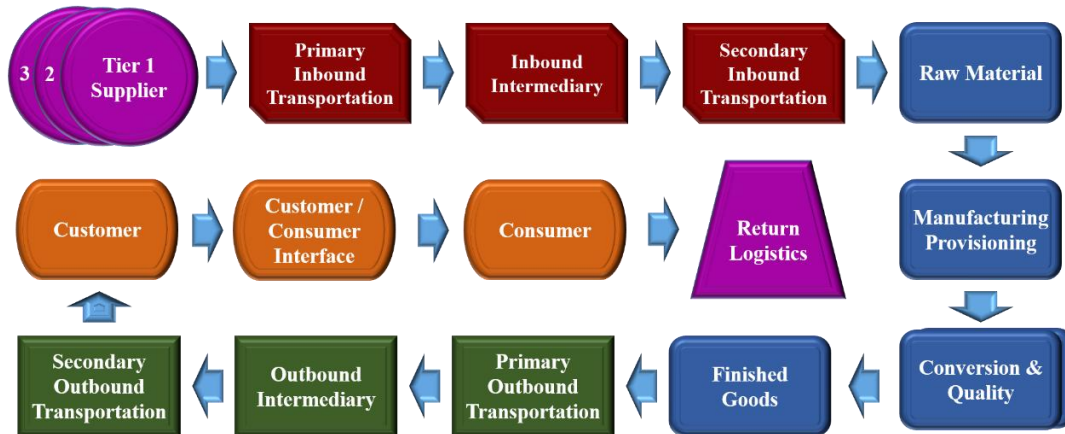 3
2
Tier 1
Supplier
Primary
Inbound
Transportation
Inbound
Intermediary
Secondary
Inbound
Transportation
Raw Material
Customer
Customer /
Consumer
Interface
Consumer
Return
Logistics
Manufacturing
Provisioning
Secondary
Outbound
Transportation
Outbound
Intermediary
Primary
Outbound
Transportation
Finished
Goods
Conversion &
Quality